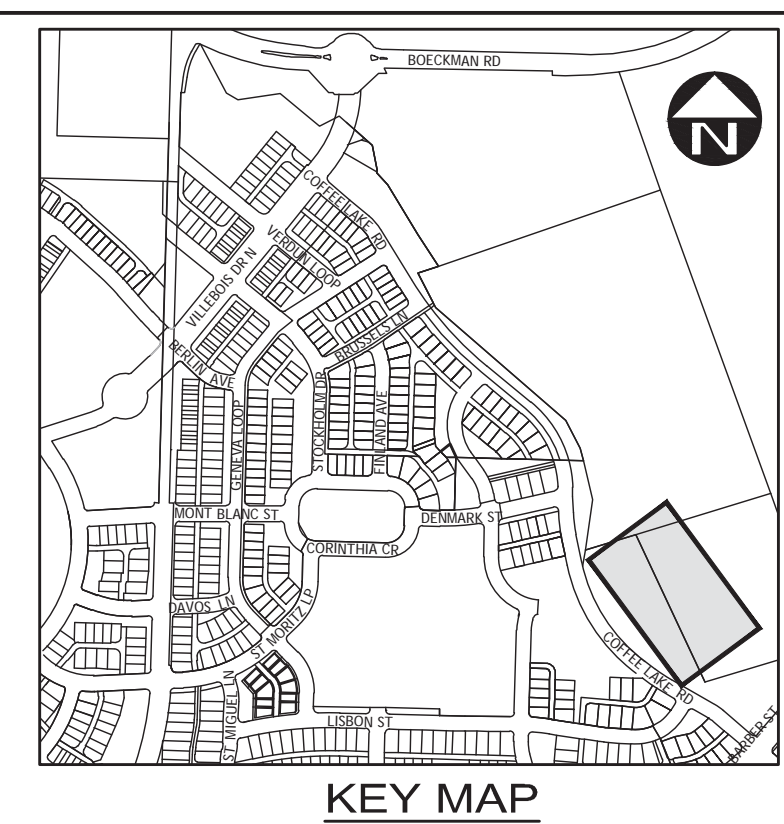 BOECKMAN RD
N
COFFEE LAKE RD
VERDUN LOOP
VILLEBOIS DR N
BRUSSELS LN
BERLIN AVE
STOCKHOLM DR
FINLAND AVE
GENEVA LOOP
MONT BLANC ST
DENMARK ST
CORINTHIA CR
DAVOS LN
ST MORITZ LP
COFFEE LAKE RD
ST MIGUEL LN
LISBON ST
BARBER ST
KEY MAP